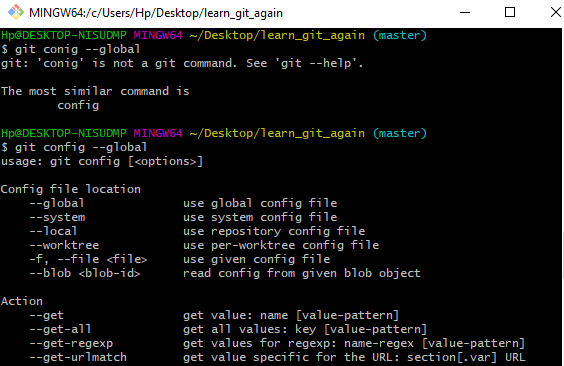 MINGW64:/c/Users/Hp/Desktop/learn_git_again
Hp@DESKTOP-NISUDMP MINGW64 ~/Desktop/learn_git_again (master)
$ git conig --global
git: 'conig' is not a git command. See 'git --help'.
The most similar command is
config
Hp@DESKTOP-NISUDMP MINGW64 ~/Desktop/learn_git_again (master)
$ git config --global
usage: git config [<options>]
Config file location
--global use global config file
--system use system config file
--local use repository config file
--worktree use per-worktree config file
-f, --file <file> use given config file
--blob <blob-id> read config from given blob object
Action
--get get value: name [value-pattern]
--get-all get all values: key [value-pattern]
--get-regexp get values for regexp: name-regex [value-pattern]
--get-urlmatch get value specific for the URL: section[.var] URL